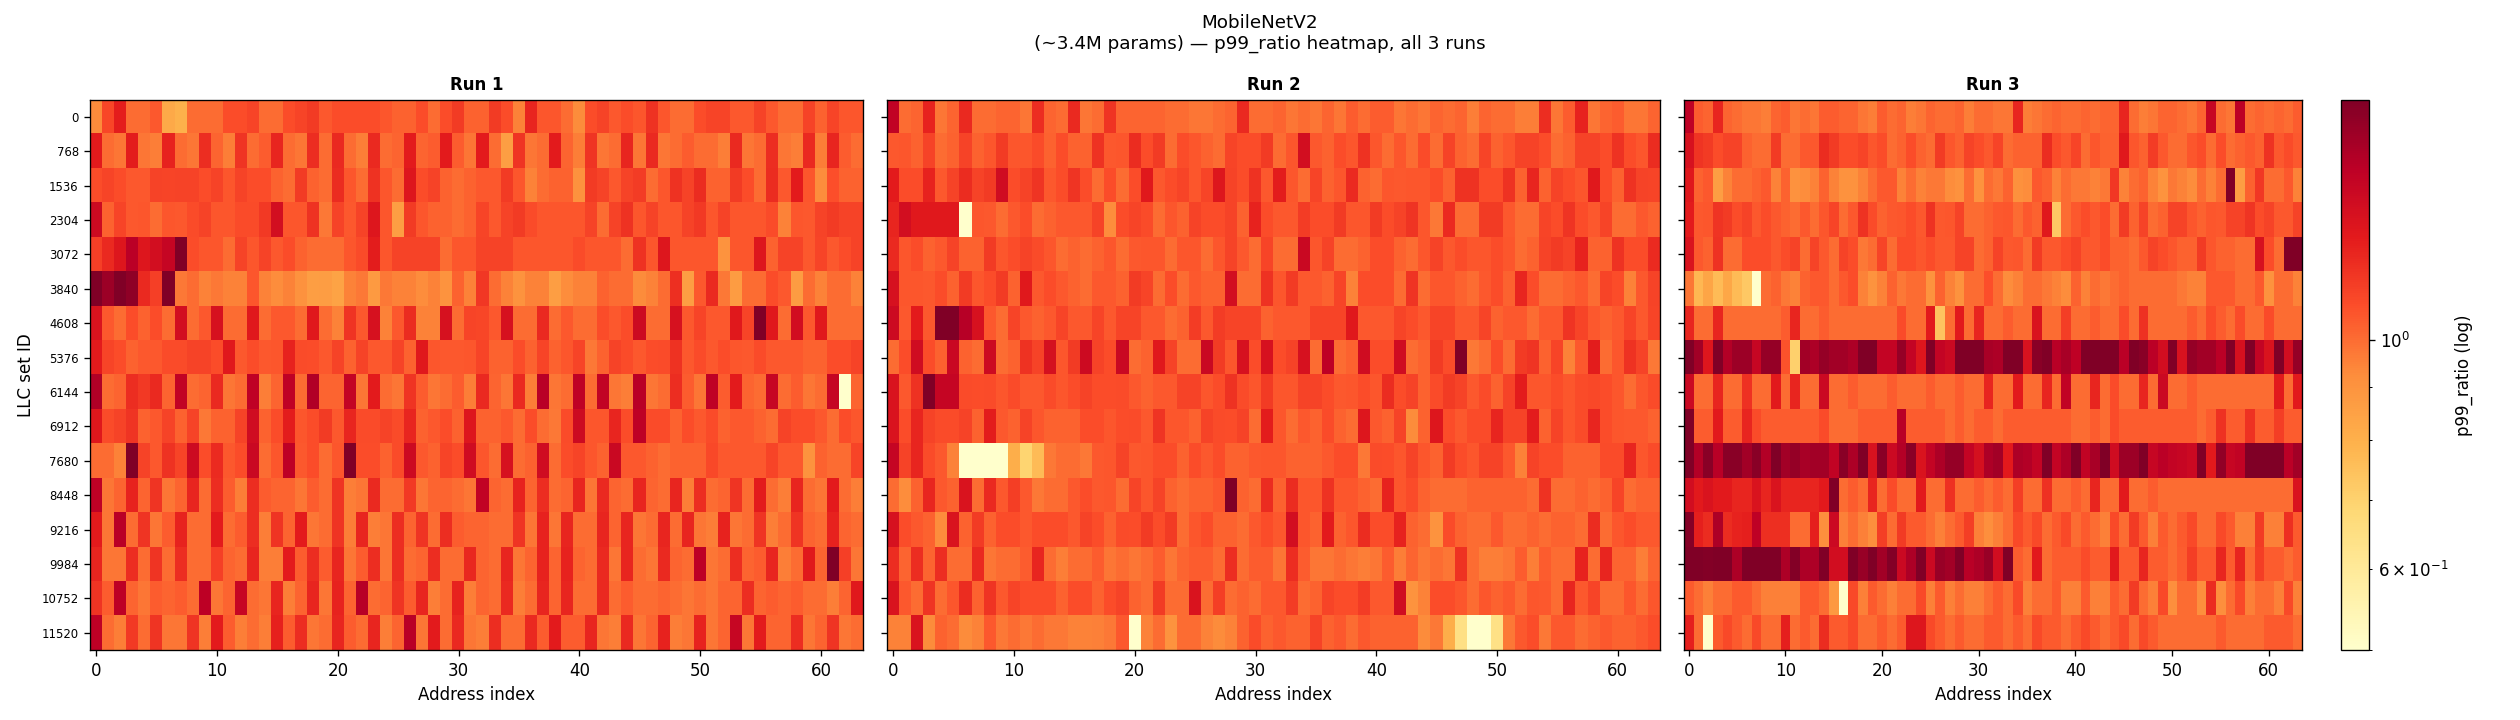 MobileNetV2
(~3.4M params) — p99_ratio heatmap, all 3 runs
Run 1
Run 2
Run 3
LLC set ID
0
768
1536
2304
3072
3840
4608
5376
6144
6912
7680
8448
9216
9984
10752
11520
0 10 20 30 40 50 60
0 10 20 30 40 50 60
0 10 20 30 40 50 60
Address index
Address index
Address index
10⁰
6 × 10⁻¹
p99_ratio (log)